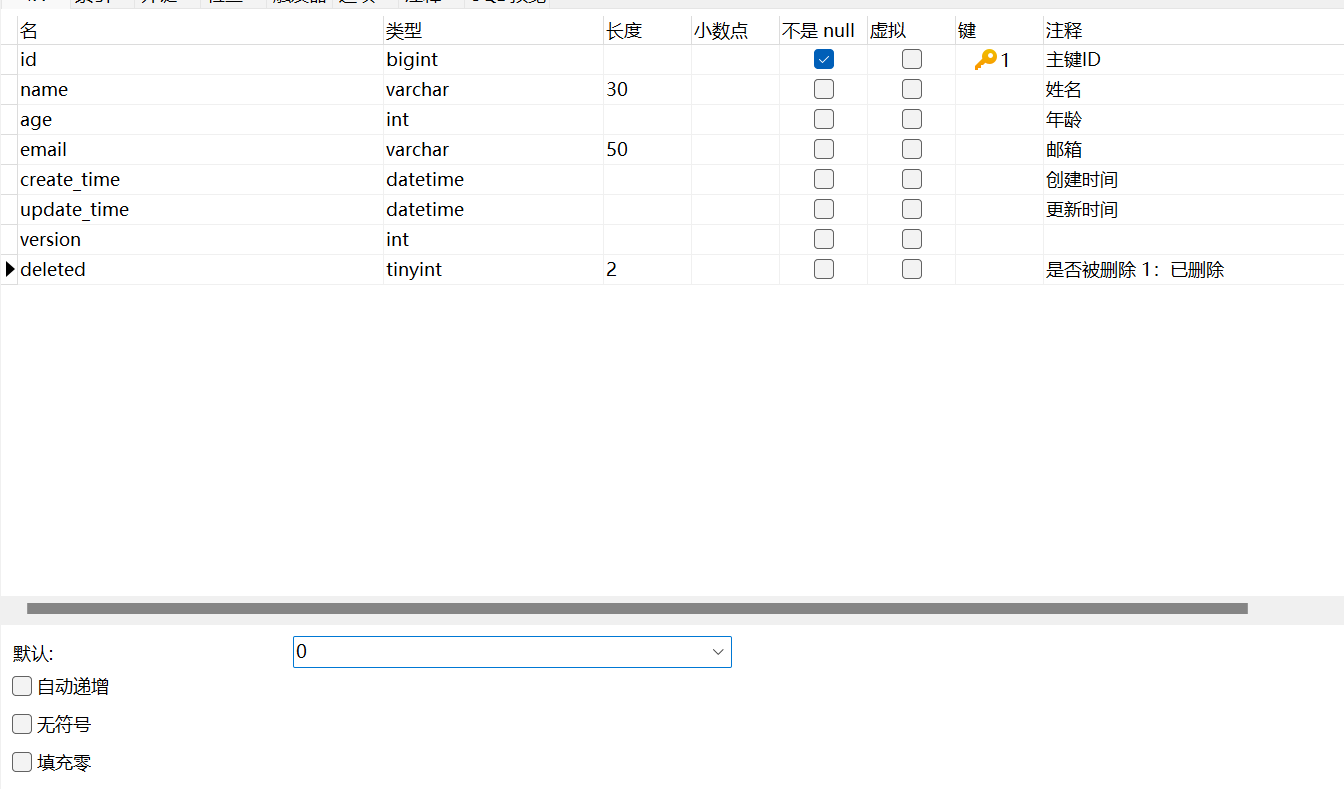 名 类型 长度 小数点 不是 null 虚拟 键 注释
id bigint 1 主键ID
name varchar 30 姓名
age int 年龄
email varchar 50 邮箱
create_time datetime 创建时间
update_time datetime 更新时间
version int
deleted tinyint 2 是否被删除 1：已删除
默认: 0
自动递增
无符号
填充零